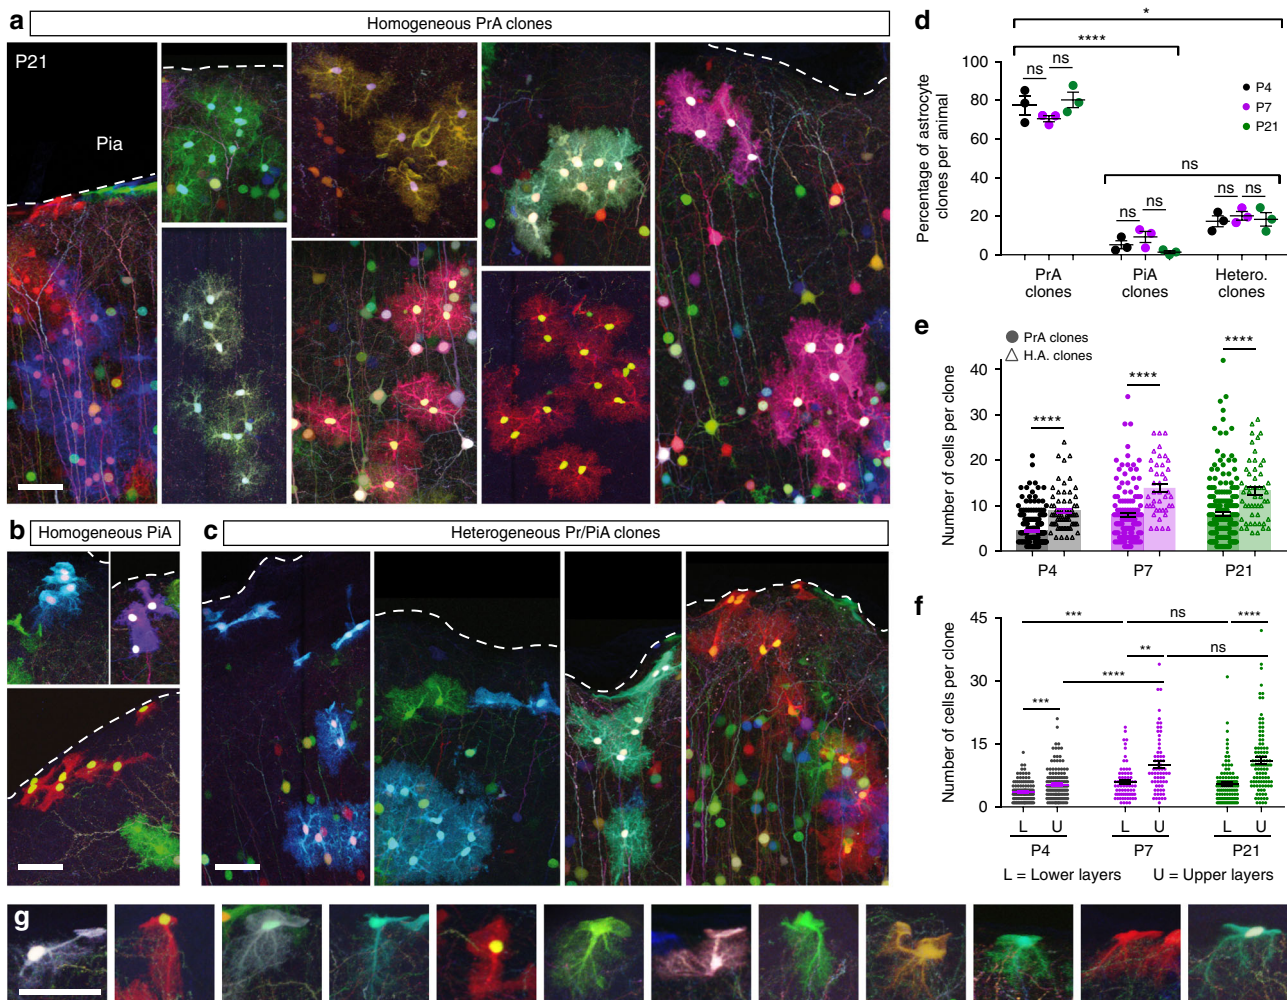 a
Homogeneous PrA clones
P21
Pia
b
Homogeneous PiA
c
Heterogeneous Pr/PiA clones
d
*
****
ns
ns
ns
ns
ns
ns
ns
Percentage of astrocyte
clones per animal
100
80
60
40
20
0
P4
P7
P21
PrA
clones
PiA
clones
Hetero.
clones
e
PrA clones
H.A. clones
****
****
****
Number of cells per clone
40
30
20
10
0
P4
P7
P21
f
***
ns
****
**
ns
****
***
Number of cells per clone
45
30
15
0
L U L U L U
P4 P7 P21
L = Lower layers U = Upper layers
g